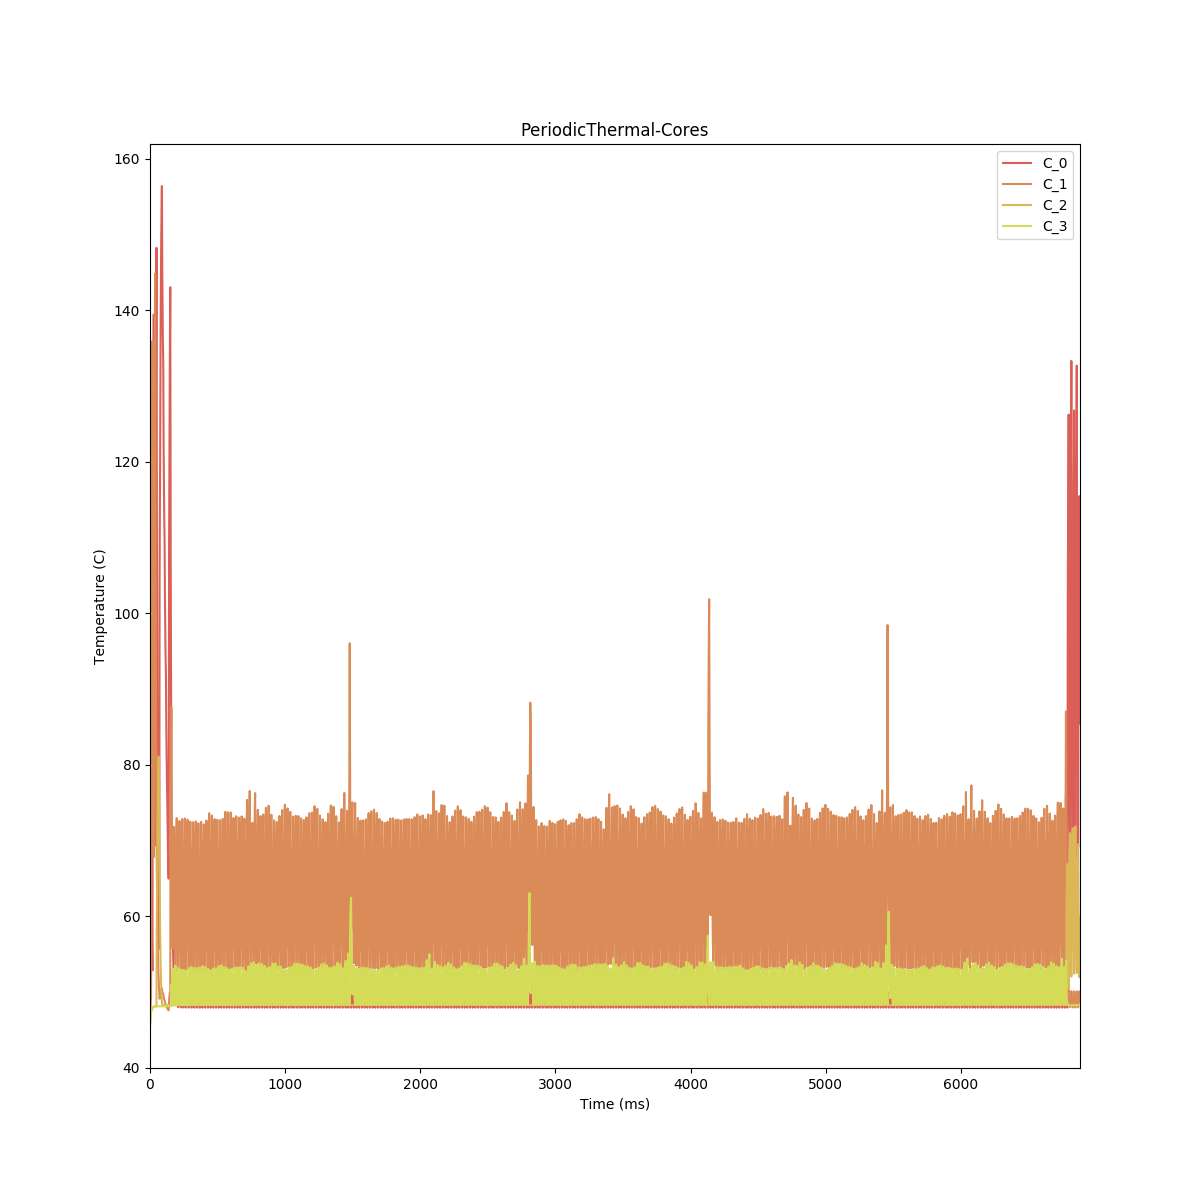 PeriodicThermal-Cores
160
140
120
100
80
60
40
Temperature (C)
C_0
C_1
C_2
C_3
0 1000 2000 3000 4000 5000 6000
Time (ms)